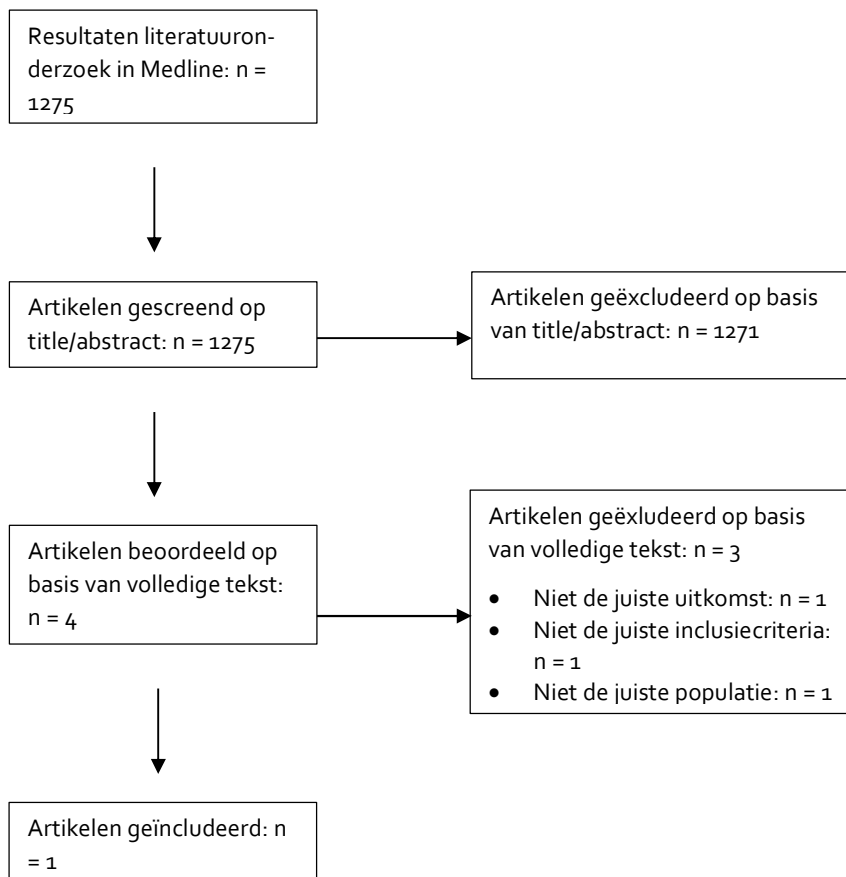 Resultaten literatuuron-
derzoek in Medline: n =
1275
Artikelen gescreend op
title/abstract: n = 1275
Artikelen geëxcludeerd op basis
van title/abstract: n = 1271
Artikelen beoordeeld op
basis van volledige tekst:
n = 4
Artikelen geëxludeerd op basis
van volledige tekst: n = 3
• Niet de juiste uitkomst: n = 1
• Niet de juiste inclusiecriteria:
n = 1
• Niet de juiste populatie: n = 1
Artikelen geïncludeerd: n
= 1